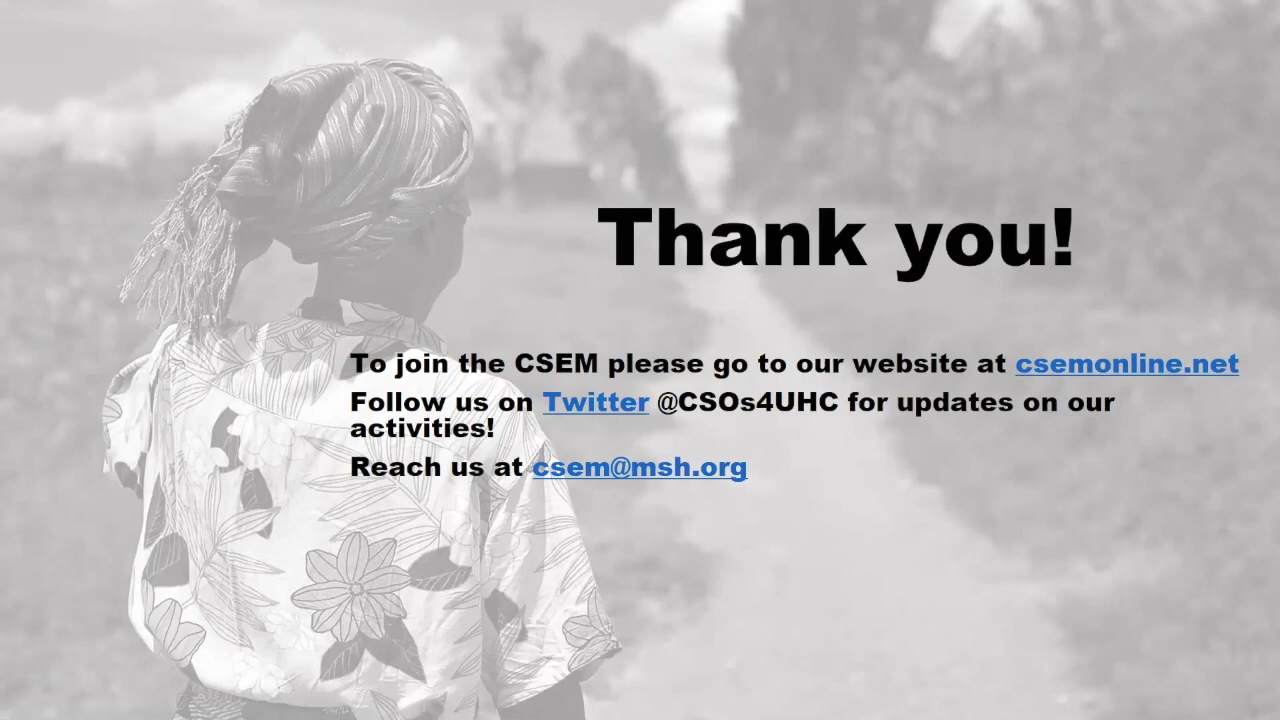 Thank you!
To join the CSEM please go to our website at csemonline.net
Follow us on Twitter @CSOs4UHC for updates on our
activities!
Reach us at csem@msh.org